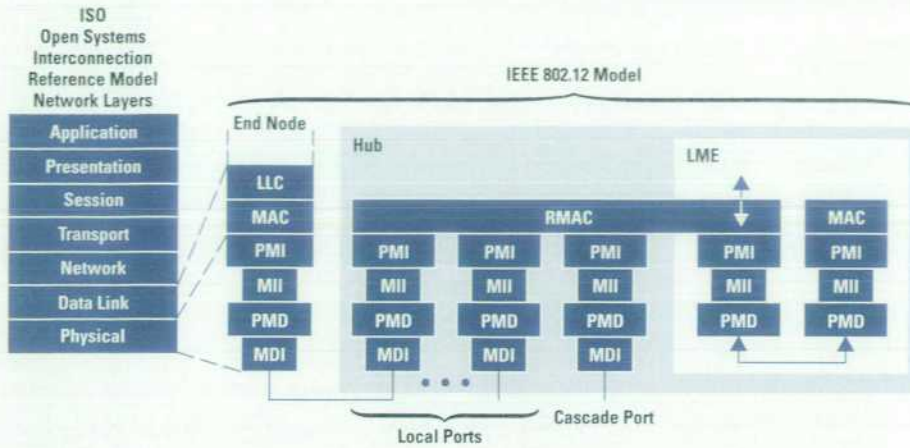 ISO
Open Systems
Interconnection
Reference Model
Network Layers
Application
Presentation
Session
Transport
Network
Data Link
Physical
IEEE 802.12 Model
End Node
LLC
MAC
PMI
MII
PMD
MDI
Hub
RMAC
PMI
MII
PMD
MDI
PMI
MII
PMD
MDI
PMI
MII
PMD
MDI
LME
PMI
MII
PMD
MAC
PMI
MII
PMD
Local Ports
Cascade Port